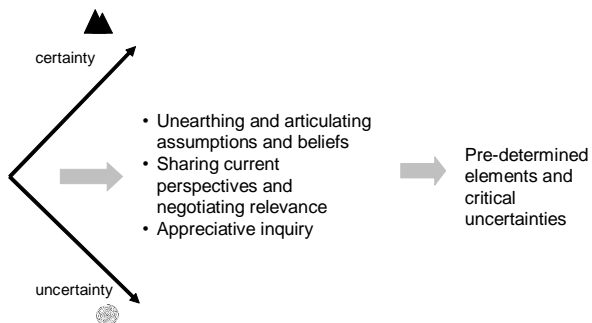 certainty
• Unearthing and articulating
assumptions and beliefs
• Sharing current
perspectives and
negotiating relevance
• Appreciative inquiry
Pre-determined
elements and
critical
uncertainties
uncertainty